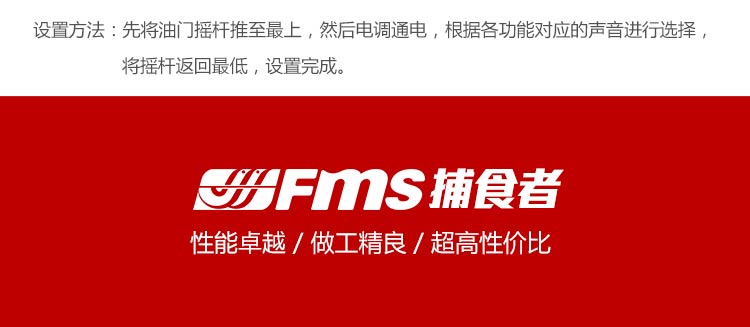 设置方法：先将油门摇杆推至最上，然后电调通电，根据各功能对应的声音进行选择，
将摇杆返回最低，设置完成。
FMS 捕食者
性能卓越 / 做工精良 / 超高性价比